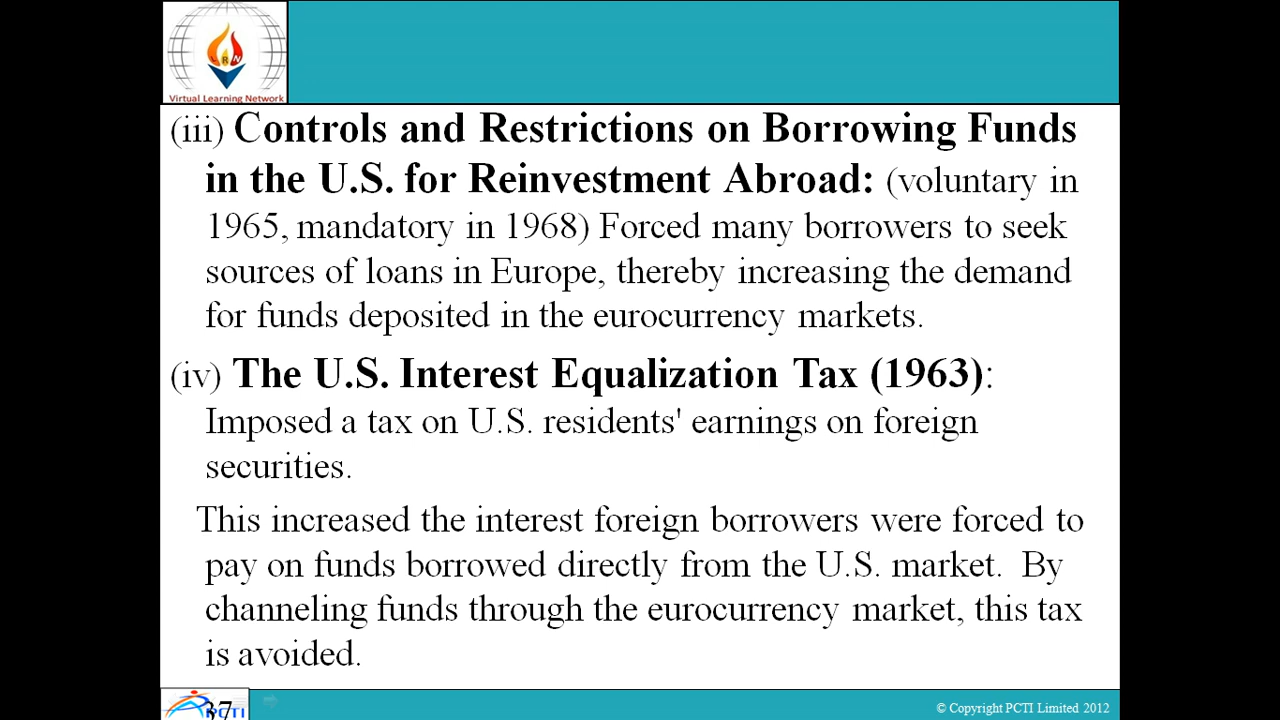 LRN
Virtual Learning Network
(iii) Controls and Restrictions on Borrowing Funds
in the U.S. for Reinvestment Abroad: (voluntary in
1965, mandatory in 1968) Forced many borrowers to seek
sources of loans in Europe, thereby increasing the demand
for funds deposited in the eurocurrency markets.
(iv) The U.S. Interest Equalization Tax (1963):
Imposed a tax on U.S. residents' earnings on foreign
securities.
This increased the interest foreign borrowers were forced to
pay on funds borrowed directly from the U.S. market.  By
channeling funds through the eurocurrency market, this tax
is avoided.
37
PCTI
© Copyright PCTI Limited 2012